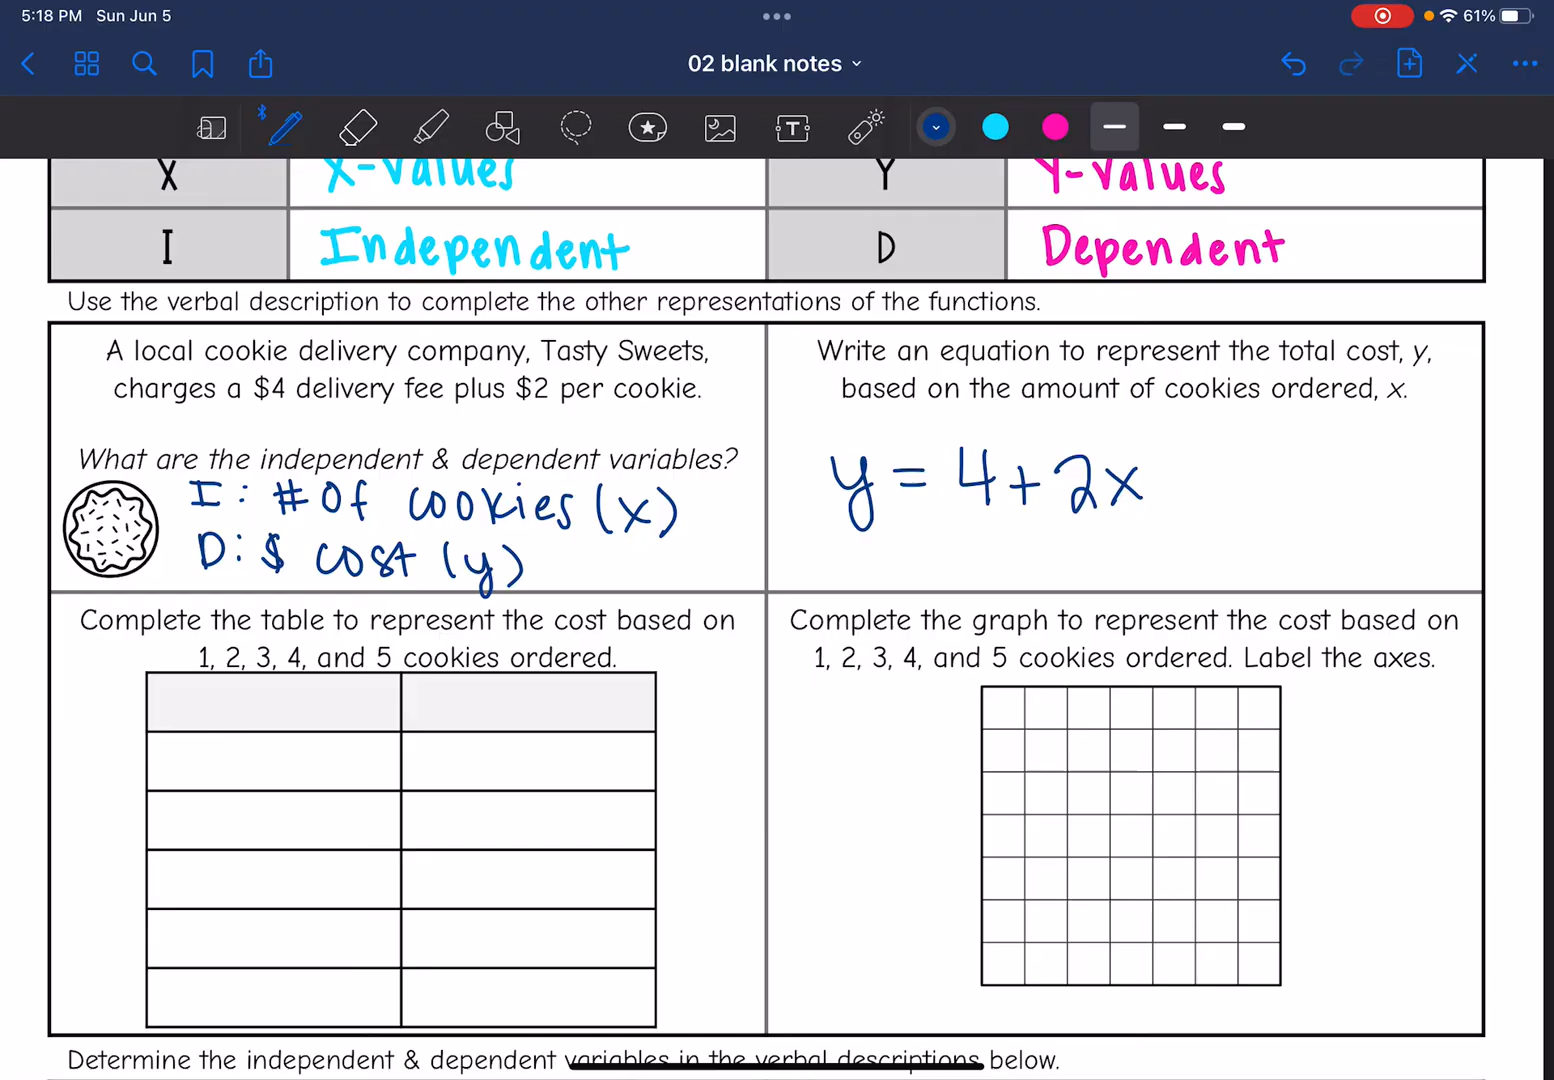 5:18 PM Sun Jun 5
61%
02 blank notes
T
X X-Values Y Y-Values
I Independent D Dependent
Use the verbal description to complete the other representations of the functions.
A local cookie delivery company, Tasty Sweets,
charges a $4 delivery fee plus $2 per cookie.
What are the independent & dependent variables?
I: # Of cookies (x)
D: $ cost (y)
Write an equation to represent the total cost, y,
based on the amount of cookies ordered, x.
y = 4 + 2x
Complete the table to represent the cost based on
1, 2, 3, 4, and 5 cookies ordered.
Complete the graph to represent the cost based on
1, 2, 3, 4, and 5 cookies ordered. Label the axes.
Determine the independent & dependent variables in the verbal descriptions below.